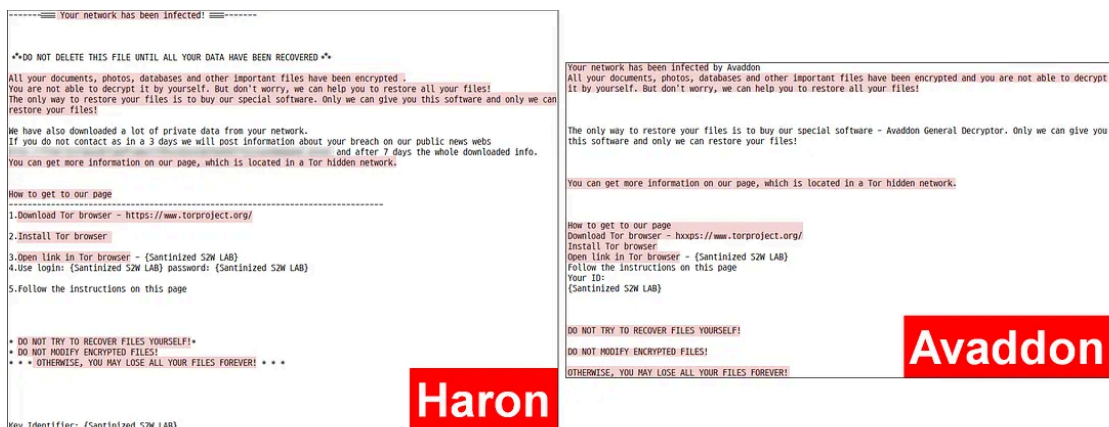 -------=== Your network has been infected! ===-------
*DO NOT DELETE THIS FILE UNTIL ALL YOUR DATA HAVE BEEN RECOVERED*
All your documents, photos, databases and other important files have been encrypted .
You are not able to decrypt it by yourself. But don't worry, we can help you to restore all your files!
The only way to restore your files is to buy our special software. Only we can give you this software and only we can
restore your files!
We have also downloaded a lot of private data from your network.
If you do not contact as in a 3 days we will post information about your breach on our public news webs
and after 7 days the whole downloaded info.
You can get more information on our page, which is located in a Tor hidden network.
How to get to our page
--------------------------------------------------------------------------------
1.Download Tor browser - https://www.torproject.org/
2.Install Tor browser
3.Open link in Tor browser - {Santinized S2W LAB}
4.Use login: {Santinized S2W LAB} password: {Santinized S2W LAB}
5.Follow the instructions on this page
* DO NOT TRY TO RECOVER FILES YOURSELF!*
* DO NOT MODIFY ENCRYPTED FILES!
* * * OTHERWISE, YOU MAY LOSE ALL YOUR FILES FOREVER! * * *
Haron
Key Identifier: {Santinized S2W LAB}
Your network has been infected by Avaddon
All your documents, photos, databases and other important files have been encrypted and you are not able to decrypt
it by yourself. But don't worry, we can help you to restore all your files!
The only way to restore your files is to buy our special software - Avaddon General Decryptor. Only we can give you
this software and only we can restore your files!
You can get more information on our page, which is located in a Tor hidden network.
How to get to our page
Download Tor browser - hxxps://www.torproject.org/
Install Tor browser
Open link in Tor browser - {Santinized S2W LAB}
Follow the instructions on this page
Your ID:
{Santinized S2W LAB}
DO NOT TRY TO RECOVER FILES YOURSELF!
DO NOT MODIFY ENCRYPTED FILES!
OTHERWISE, YOU MAY LOSE ALL YOUR FILES FOREVER!
Avaddon